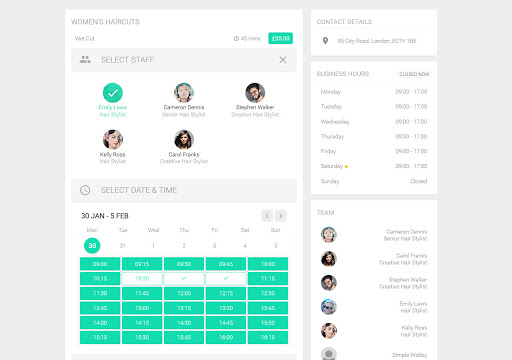 WOMEN'S HAIRCUTS
Wet Cut
45 mins
£35.00
SELECT STAFF
Emily Laws
Hair Stylist
Cameron Dennis
Senior Hair Stylist
Stephen Walker
Creative Hair Stylist
Kelly Ross
Hair Stylist
Carol Franks
Creative Hair Stylist
SELECT DATE & TIME
30 JAN - 5 FEB
Mon Tue Wed Thu Fri Sat Sun
30 31 1 2 3 4 5
09:00 09:15 09:30 09:45 10:00
10:15 10:30 11:15
11:30 11:45 12:00 12:15 12:30
12:45 13:00 13:15 13:30 13:45
14:00 14:15 14:30 14:45 15:00
15:15 15:30 15:45 16:00 16:15
CONTACT DETAILS
95 City Road, London, EC1Y 1BE
BUSINESS HOURS
CLOSED NOW
Monday 09:00 - 17:00
Tuesday 09:00 - 17:00
Wednesday 09:00 - 17:00
Thursday 09:00 - 17:00
Friday 09:00 - 17:00
Saturday 09:00 - 17:00
Sunday Closed
TEAM
Cameron Dennis
Senior Hair Stylist
Carol Franks
Creative Hair Stylist
Stephen Walker
Creative Hair Stylist
Emily Laws
Hair Stylist
Kelly Ross
Hair Stylist
Simple Webby